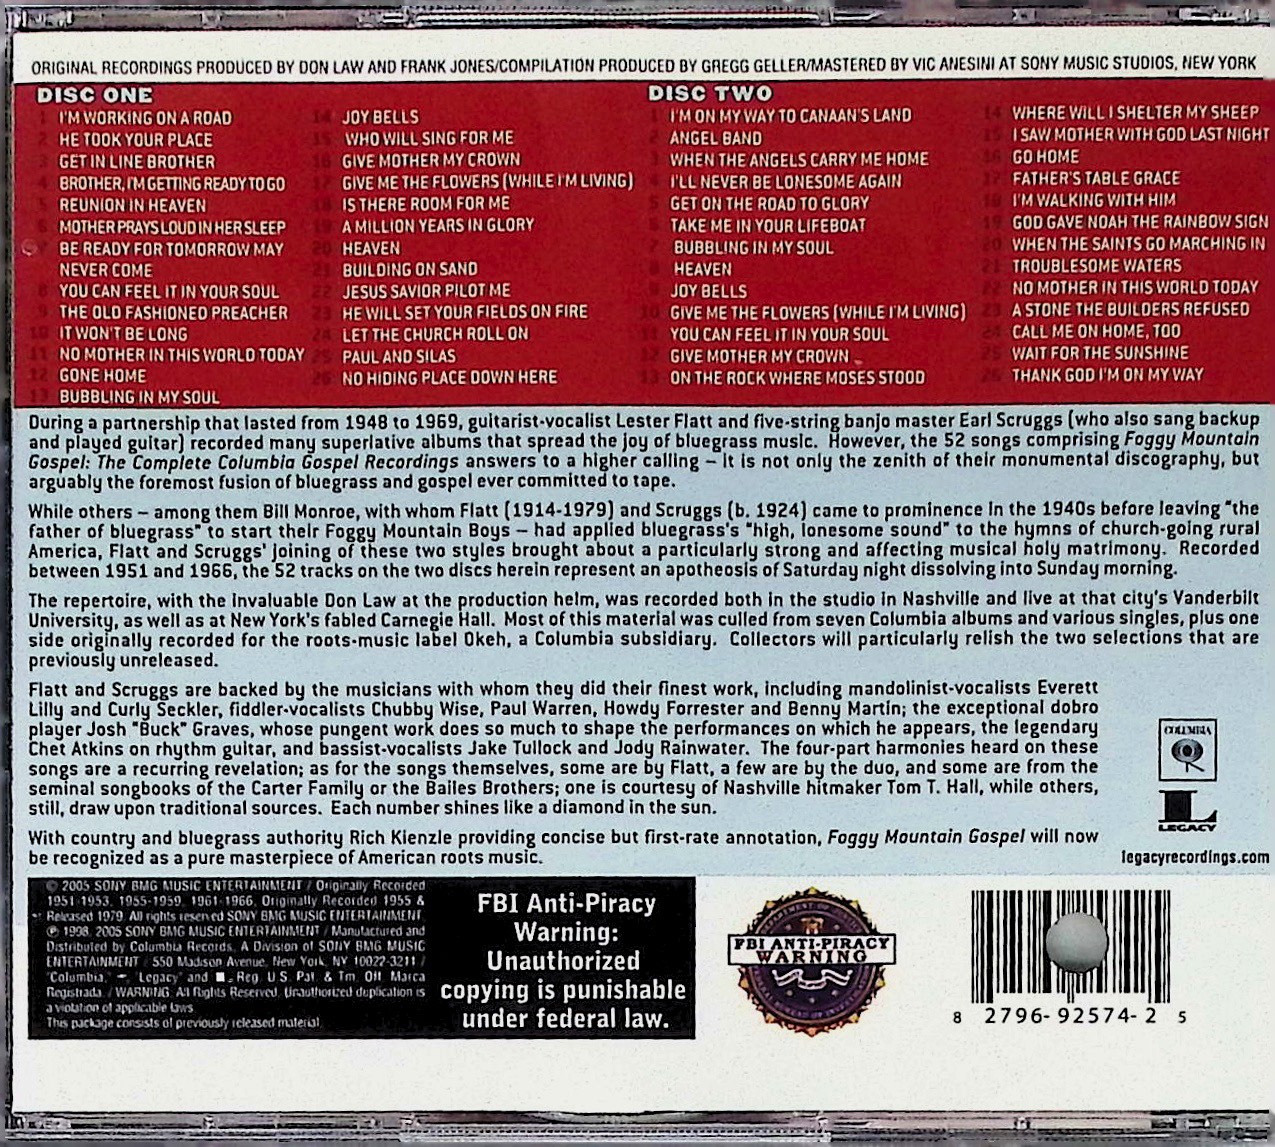 ORIGINAL RECORDINGS PRODUCED BY DON LAW AND FRANK JONES/COMPILATION PRODUCED BY GREGG GELLER/MASTERED BY VIC ANESINI AT SONY MUSIC STUDIOS, NEW YORK
DISC ONE
1 I'M WORKING ON A ROAD
2 HE TOOK YOUR PLACE
3 GET IN LINE BROTHER
4 BROTHER, I'M GETTING READY TO GO
5 REUNION IN HEAVEN
6 MOTHER PRAYS LOUD IN HER SLEEP
7 BE READY FOR TOMORROW MAY
NEVER COME
8 YOU CAN FEEL IT IN YOUR SOUL
9 THE OLD FASHIONED PREACHER
10 IT WON'T BE LONG
11 NO MOTHER IN THIS WORLD TODAY
12 GONE HOME
13 BUBBLING IN MY SOUL
14 JOY BELLS
15 WHO WILL SING FOR ME
16 GIVE MOTHER MY CROWN
17 GIVE ME THE FLOWERS (WHILE I'M LIVING)
18 IS THERE ROOM FOR ME
19 A MILLION YEARS IN GLORY
20 HEAVEN
21 BUILDING ON SAND
22 JESUS SAVIOR PILOT ME
23 HE WILL SET YOUR FIELDS ON FIRE
24 LET THE CHURCH ROLL ON
25 PAUL AND SILAS
26 NO HIDING PLACE DOWN HERE
DISC TWO
1 I'M ON MY WAY TO CANAAN'S LAND
2 ANGEL BAND
3 WHEN THE ANGELS CARRY ME HOME
4 I'LL NEVER BE LONESOME AGAIN
5 GET ON THE ROAD TO GLORY
6 TAKE ME IN YOUR LIFEBOAT
7 BUBBLING IN MY SOUL
8 HEAVEN
9 JOY BELLS
10 GIVE ME THE FLOWERS (WHILE I'M LIVING)
11 YOU CAN FEEL IT IN YOUR SOUL
12 GIVE MOTHER MY CROWN
13 ON THE ROCK WHERE MOSES STOOD
14 WHERE WILL I SHELTER MY SHEEP
15 I SAW MOTHER WITH GOD LAST NIGHT
16 GO HOME
17 FATHER'S TABLE GRACE
18 I'M WALKING WITH HIM
19 GOD GAVE NOAH THE RAINBOW SIGN
20 WHEN THE SAINTS GO MARCHING IN
21 TROUBLESOME WATERS
22 NO MOTHER IN THIS WORLD TODAY
23 A STONE THE BUILDERS REFUSED
24 CALL ME ON HOME, TOO
25 WAIT FOR THE SUNSHINE
26 THANK GOD I'M ON MY WAY
During a partnership that lasted from 1948 to 1969, guitarist-vocalist Lester Flatt and five-string banjo master Earl Scruggs (who also sang backup
and played guitar) recorded many superlative albums that spread the joy of bluegrass music. However, the 52 songs comprising Foggy Mountain
Gospel: The Complete Columbia Gospel Recordings answers to a higher calling – it is not only the zenith of their monumental discography, but
arguably the foremost fusion of bluegrass and gospel ever committed to tape.
While others – among them Bill Monroe, with whom Flatt (1914-1979) and Scruggs (b. 1924) came to prominence in the 1940s before leaving "the
father of bluegrass" to start their Foggy Mountain Boys – had applied bluegrass's "high, lonesome sound" to the hymns of church-going rural
America, Flatt and Scruggs' joining of these two styles brought about a particularly strong and affecting musical holy matrimony. Recorded
between 1951 and 1966, the 52 tracks on the two discs herein represent an apotheosis of Saturday night dissolving into Sunday morning.
The repertoire, with the invaluable Don Law at the production helm, was recorded both in the studio in Nashville and live at that city's Vanderbilt
University, as well as at New York's fabled Carnegie Hall. Most of this material was culled from seven Columbia albums and various singles, plus one
side originally recorded for the roots-music label Okeh, a Columbia subsidiary. Collectors will particularly relish the two selections that are
previously unreleased.
Flatt and Scruggs are backed by the musicians with whom they did their finest work, including mandolinist-vocalists Everett
Lilly and Curly Seckler, fiddler-vocalists Chubby Wise, Paul Warren, Howdy Forrester and Benny Martin; the exceptional dobro
player Josh "Buck" Graves, whose pungent work does so much to shape the performances on which he appears, the legendary
Chet Atkins on rhythm guitar, and bassist-vocalists Jake Tullock and Jody Rainwater. The four-part harmonies heard on these
songs are a recurring revelation; as for the songs themselves, some are by Flatt, a few are by the duo, and some are from the
seminal songbooks of the Carter Family or the Bailes Brothers; one is courtesy of Nashville hitmaker Tom T. Hall, while others,
still, draw upon traditional sources. Each number shines like a diamond in the sun.
With country and bluegrass authority Rich Kienzle providing concise but first-rate annotation, Foggy Mountain Gospel will now
be recognized as a pure masterpiece of American roots music.
COLUMBIA
L
LEGACY
legacyrecordings.com
© 2005 SONY BMG MUSIC ENTERTAINMENT / Originally Recorded
1951-1953, 1955-1959, 1961-1966, Originally Recorded 1955 &
Released 1979. All rights reserved SONY BMG MUSIC ENTERTAINMENT,
℗ 1998, 2005 SONY BMG MUSIC ENTERTAINMENT / Manufactured and
Distributed by Columbia Records, A Division of SONY BMG MUSIC
ENTERTAINMENT / 550 Madison Avenue, New York, NY 10022-3211 /
"Columbia," "Legacy" and Reg. U.S. Pat. & Tm. Off. Marca
Registrada. / WARNING: All Rights Reserved. Unauthorized duplication is
a violation of applicable laws.
This package consists of previously released material.
FBI Anti-Piracy
Warning:
Unauthorized
copying is punishable
under federal law.
FBI ANTI-PIRACY
WARNING
8 2796-92574-2 5